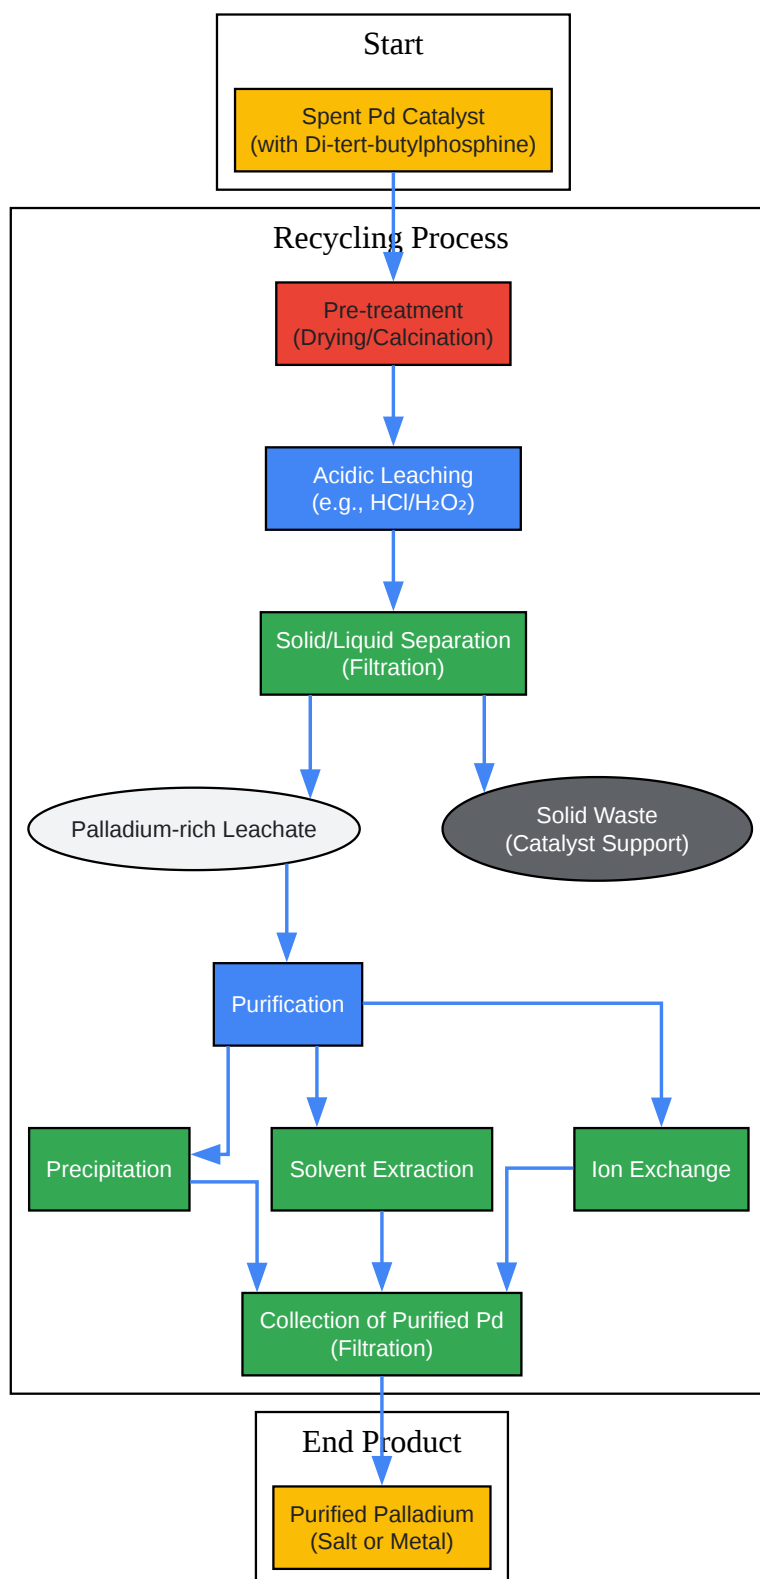 Start
Spent Pd Catalyst
(with Di-tert-butylphosphine)
Recycling Process
Pre-treatment
(Drying/Calcination)
Acidic Leaching
(e.g., HCl/H₂O₂)
Solid/Liquid Separation
(Filtration)
Palladium-rich Leachate
Solid Waste
(Catalyst Support)
Purification
Precipitation
Solvent Extraction
Ion Exchange
Collection of Purified Pd
(Filtration)
End Product
Purified Palladium
(Salt or Metal)